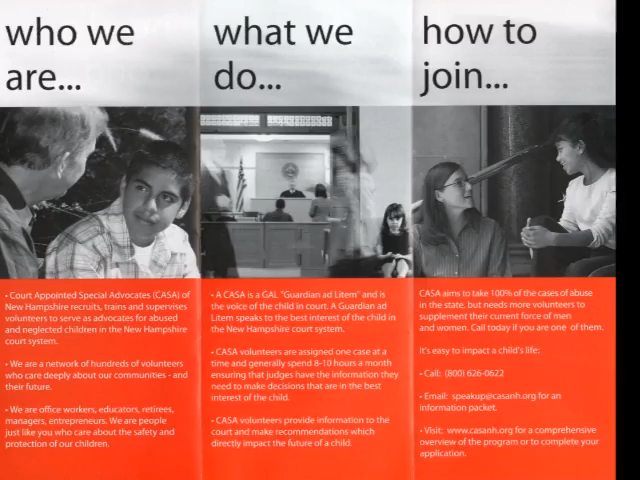 who we
are...
• Court Appointed Special Advocates (CASA) of
New Hampshire recruits, trains and supervises
volunteers to serve as advocates for abused
and neglected children in the New Hampshire
court system.
• We are a network of hundreds of volunteers
who care deeply about our communities - and
their future.
• We are office workers, educators, retirees,
managers, entrepreneurs. We are people
just like you who care about the safety and
protection of our children.
what we
do...
• A CASA is a GAL "Guardian ad Litem" and is
the voice of the child in court. A Guardian ad
Litem speaks to the best interest of the child in
the New Hampshire court system.
• CASA volunteers are assigned one case at a
time and generally spend 8-10 hours a month
ensuring that judges have the information they
need to make decisions that are in the best
interest of the child.
• CASA volunteers provide information to the
court and make recommendations which
directly impact the future of a child.
how to
join...
CASA aims to take 100% of the cases of abuse
in the state, but needs more volunteers to
supplement their current force of men
and women. Call today if you are one of them.
It's easy to impact a child's life:
• Call: (800) 626-0622
• Email: speakup@casanh.org for an
information packet.
• Visit: www.casanh.org for a comprehensive
overview of the program or to complete your
application.